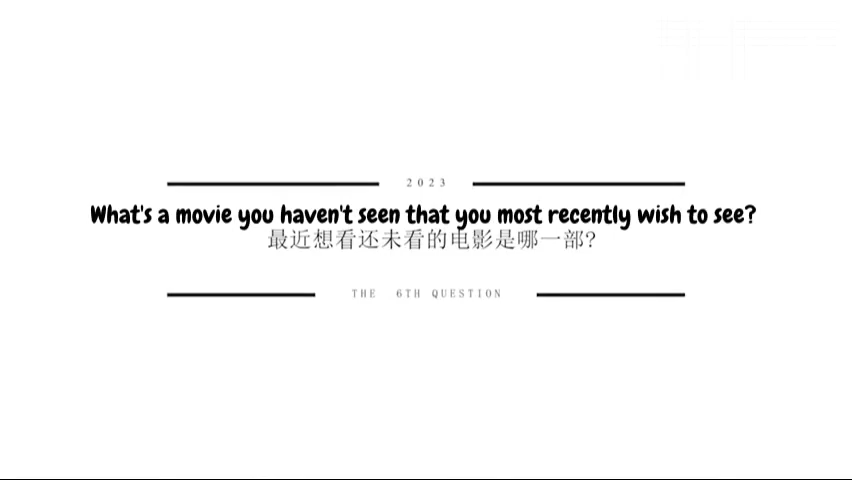 2023
What's a movie you haven't seen that you most recently wish to see?
最近想看还未看的电影是哪一部?
THE 6TH QUESTION